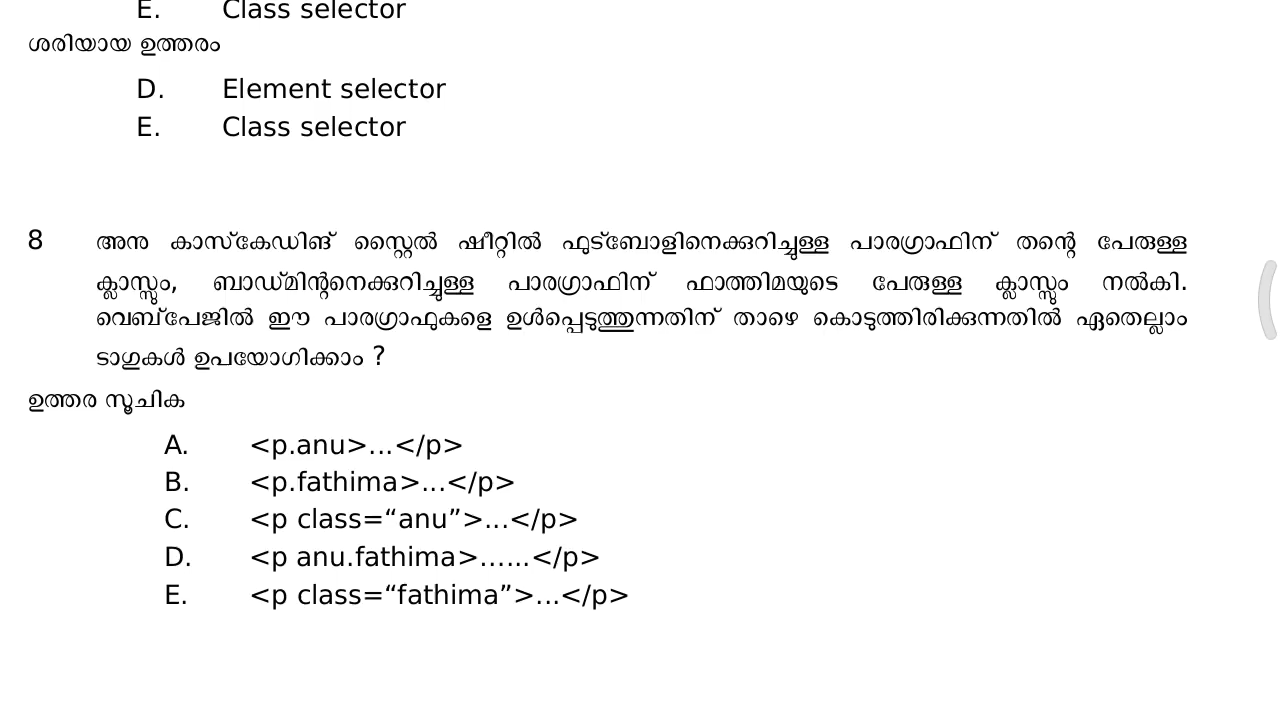 E. Class selector
ശരിയായ ഉത്തരം
D. Element selector
E. Class selector
8 അനു കാസ്കേഡിങ് സ്റ്റൈൽ ഷീറ്റിൽ ഫുട്ബോളിനെക്കുറിച്ചുള്ള പാരഗ്രാഫിന് തന്റെ പേരുള്ള
ക്ലാസ്സും, ബാഡ്മിന്റനെക്കുറിച്ചുള്ള പാരഗ്രാഫിന് ഫാത്തിമയുടെ പേരുള്ള ക്ലാസ്സും നൽകി.
വെബ്പേജിൽ ഈ പാരഗ്രാഫുകളെ ഉൾപ്പെടുത്തുന്നതിന് താഴെ കൊടുത്തിരിക്കുന്നതിൽ ഏതെല്ലാം
ടാഗുകൾ ഉപയോഗിക്കാം ?
ഉത്തര സൂചിക
A. <p.anu>...</p>
B. <p.fathima>...</p>
C. <p class=“anu”>...</p>
D. <p anu.fathima>......</p>
E. <p class=“fathima”>...</p>